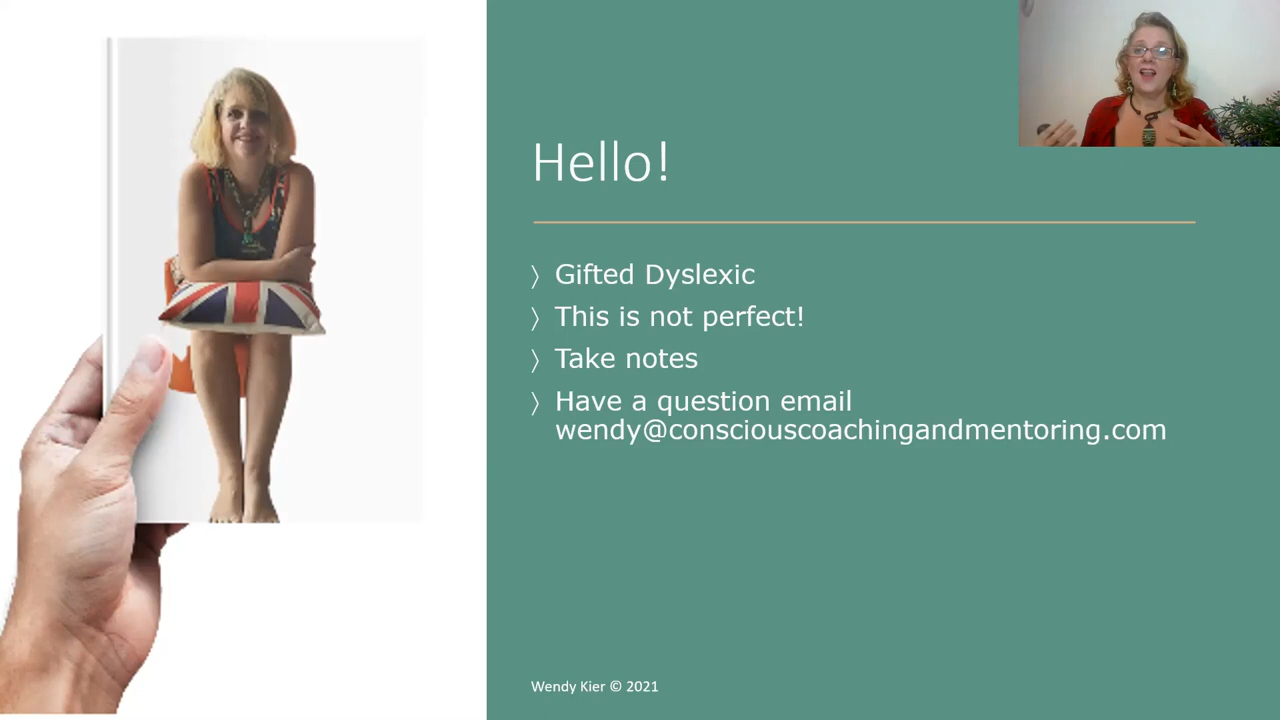 Hello!
Gifted Dyslexic
This is not perfect!
Take notes
Have a question email
wendy@consciouscoachingandmentoring.com
Wendy Kier © 2021